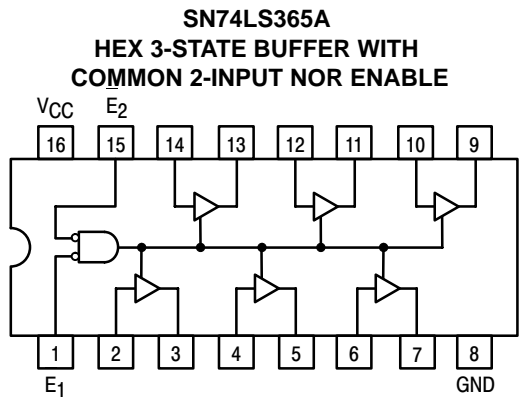 SN74LS365A
HEX 3-STATE BUFFER WITH
COMMON 2-INPUT NOR ENABLE
VCC E̅2
16 15 14 13 12 11 10 9
1 2 3 4 5 6 7 8
E1 GND